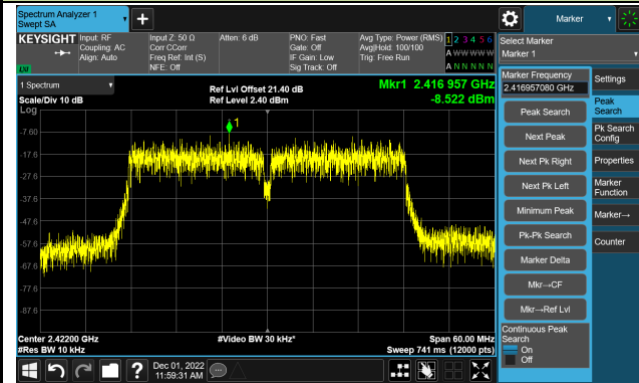 Spectrum Analyzer 1
Swept SA
+
Marker
KEYSIGHT Input: RF Input Z: 50 Ω Atten: 6 dB PNO: Fast Avg Type: Power (RMS) 1 2 3 4 5 6
Coupling: AC Corr CCorr Gate: Off Avg|Hold: 100/100 A W W W W W
Align: Auto Freq Ref: Int (S) IF Gain: Low Trig: Free Run
NFE: Off Sig Track: Off A N N N N N
Select Marker
Marker 1
1 Spectrum
Ref Lvl Offset 21.40 dB
Mkr1 2.416 957 GHz
Scale/Div 10 dB
Ref Level 2.40 dBm
-8.522 dBm
Log
1
-7.60
-17.6
-27.6
-37.6
-47.6
-57.6
-67.6
-77.6
-87.6
Center 2.42200 GHz
#Video BW 30 kHz*
Span 60.00 MHz
#Res BW 10 kHz
Sweep 741 ms (12000 pts)
Marker Frequency
2.416957080 GHz
Peak Search
Next Peak
Next Pk Right
Next Pk Left
Minimum Peak
Pk-Pk Search
Marker Delta
Mkr→CF
Mkr→Ref Lvl
Continuous Peak
Search
On
Off
Settings
Peak
Search
Pk Search
Config
Properties
Marker
Function
Marker→
Counter
?
Dec 01, 2022
11:59:31 AM